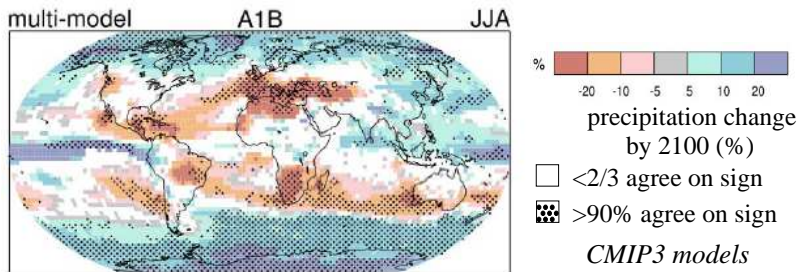 multi-model A1B JJA
%
-20 -10 -5 5 10 20
precipitation change
by 2100 (%)
<2/3 agree on sign
>90% agree on sign
CMIP3 models